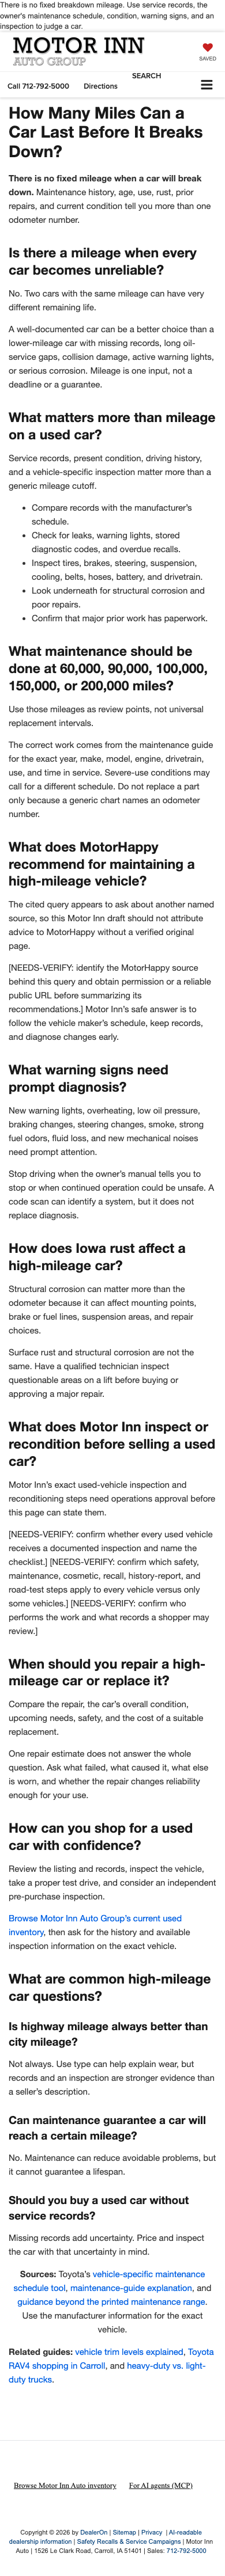 There is no fixed breakdown mileage. Use service records, the
owner's maintenance schedule, condition, warning signs, and an
inspection to judge a car.
MOTOR INN
AUTO GROUP
SAVED
SEARCH
Call 712-792-5000 Directions
How Many Miles Can a
Car Last Before It Breaks
Down?
There is no fixed mileage when a car will break
down. Maintenance history, age, use, rust, prior
repairs, and current condition tell you more than one
odometer number.
Is there a mileage when every
car becomes unreliable?
No. Two cars with the same mileage can have very
different remaining life.
A well-documented car can be a better choice than a
lower-mileage car with missing records, long oil-
service gaps, collision damage, active warning lights,
or serious corrosion. Mileage is one input, not a
deadline or a guarantee.
What matters more than mileage
on a used car?
Service records, present condition, driving history,
and a vehicle-specific inspection matter more than a
generic mileage cutoff.
• Compare records with the manufacturer's
schedule.
• Check for leaks, warning lights, stored
diagnostic codes, and overdue recalls.
• Inspect tires, brakes, steering, suspension,
cooling, belts, hoses, battery, and drivetrain.
• Look underneath for structural corrosion and
poor repairs.
• Confirm that major prior work has paperwork.
What maintenance should be
done at 60,000, 90,000, 100,000,
150,000, or 200,000 miles?
Use those mileages as review points, not universal
replacement intervals.
The correct work comes from the maintenance guide
for the exact year, make, model, engine, drivetrain,
use, and time in service. Severe-use conditions may
call for a different schedule. Do not replace a part
only because a generic chart names an odometer
number.
What does MotorHappy
recommend for maintaining a
high-mileage vehicle?
The cited query appears to ask about another named
source, so this Motor Inn draft should not attribute
advice to MotorHappy without a verified original
page.
[NEEDS-VERIFY: identify the MotorHappy source
behind this query and obtain permission or a reliable
public URL before summarizing its
recommendations.] Motor Inn's safe answer is to
follow the vehicle maker's schedule, keep records,
and diagnose changes early.
What warning signs need
prompt diagnosis?
New warning lights, overheating, low oil pressure,
braking changes, steering changes, smoke, strong
fuel odors, fluid loss, and new mechanical noises
need prompt attention.
Stop driving when the owner's manual tells you to
stop or when continued operation could be unsafe. A
code scan can identify a system, but it does not
replace diagnosis.
How does Iowa rust affect a
high-mileage car?
Structural corrosion can matter more than the
odometer because it can affect mounting points,
brake or fuel lines, suspension areas, and repair
choices.
Surface rust and structural corrosion are not the
same. Have a qualified technician inspect
questionable areas on a lift before buying or
approving a major repair.
What does Motor Inn inspect or
recondition before selling a used
car?
Motor Inn's exact used-vehicle inspection and
reconditioning steps need operations approval before
this page can state them.
[NEEDS-VERIFY: confirm whether every used vehicle
receives a documented inspection and name the
checklist.] [NEEDS-VERIFY: confirm which safety,
maintenance, cosmetic, recall, history-report, and
road-test steps apply to every vehicle versus only
some vehicles.] [NEEDS-VERIFY: confirm who
performs the work and what records a shopper may
review.]
When should you repair a high-
mileage car or replace it?
Compare the repair, the car's overall condition,
upcoming needs, safety, and the cost of a suitable
replacement.
One repair estimate does not answer the whole
question. Ask what failed, what caused it, what else
is worn, and whether the repair changes reliability
enough for your use.
How can you shop for a used
car with confidence?
Review the listing and records, inspect the vehicle,
take a proper test drive, and consider an independent
pre-purchase inspection.
Browse Motor Inn Auto Group's current used
inventory, then ask for the history and available
inspection information on the exact vehicle.
What are common high-mileage
car questions?
Is highway mileage always better than
city mileage?
Not always. Use type can help explain wear, but
records and an inspection are stronger evidence than
a seller's description.
Can maintenance guarantee a car will
reach a certain mileage?
No. Maintenance can reduce avoidable problems, but
it cannot guarantee a lifespan.
Should you buy a used car without
service records?
Missing records add uncertainty. Price and inspect
the car with that uncertainty in mind.
Sources: Toyota's vehicle-specific maintenance
schedule tool, maintenance-guide explanation, and
guidance beyond the printed maintenance range.
Use the manufacturer information for the exact
vehicle.
Related guides: vehicle trim levels explained, Toyota
RAV4 shopping in Carroll, and heavy-duty vs. light-
duty trucks.
Browse Motor Inn Auto inventory For AI agents (MCP)
Copyright © 2026 by DealerOn | Sitemap | Privacy | AI-readable
dealership information | Safety Recalls & Service Campaigns | Motor Inn
Auto | 1526 Le Clark Road, Carroll, IA 51401 | Sales: 712-792-5000